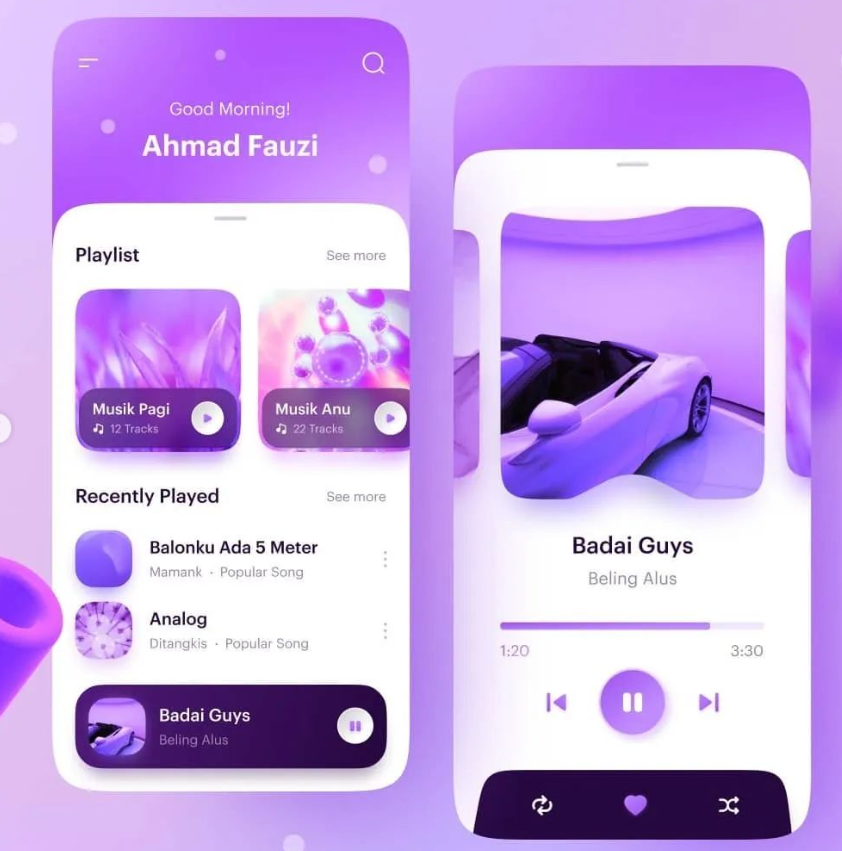 Good Morning!
Ahmad Fauzi
Playlist
See more
Musik Pagi
12 Tracks
Musik Anu
22 Tracks
Recently Played
See more
Balonku Ada 5 Meter
Mamank · Popular Song
Analog
Ditangkis · Popular Song
Badai Guys
Beling Alus
Badai Guys
Beling Alus
1:20
3:30